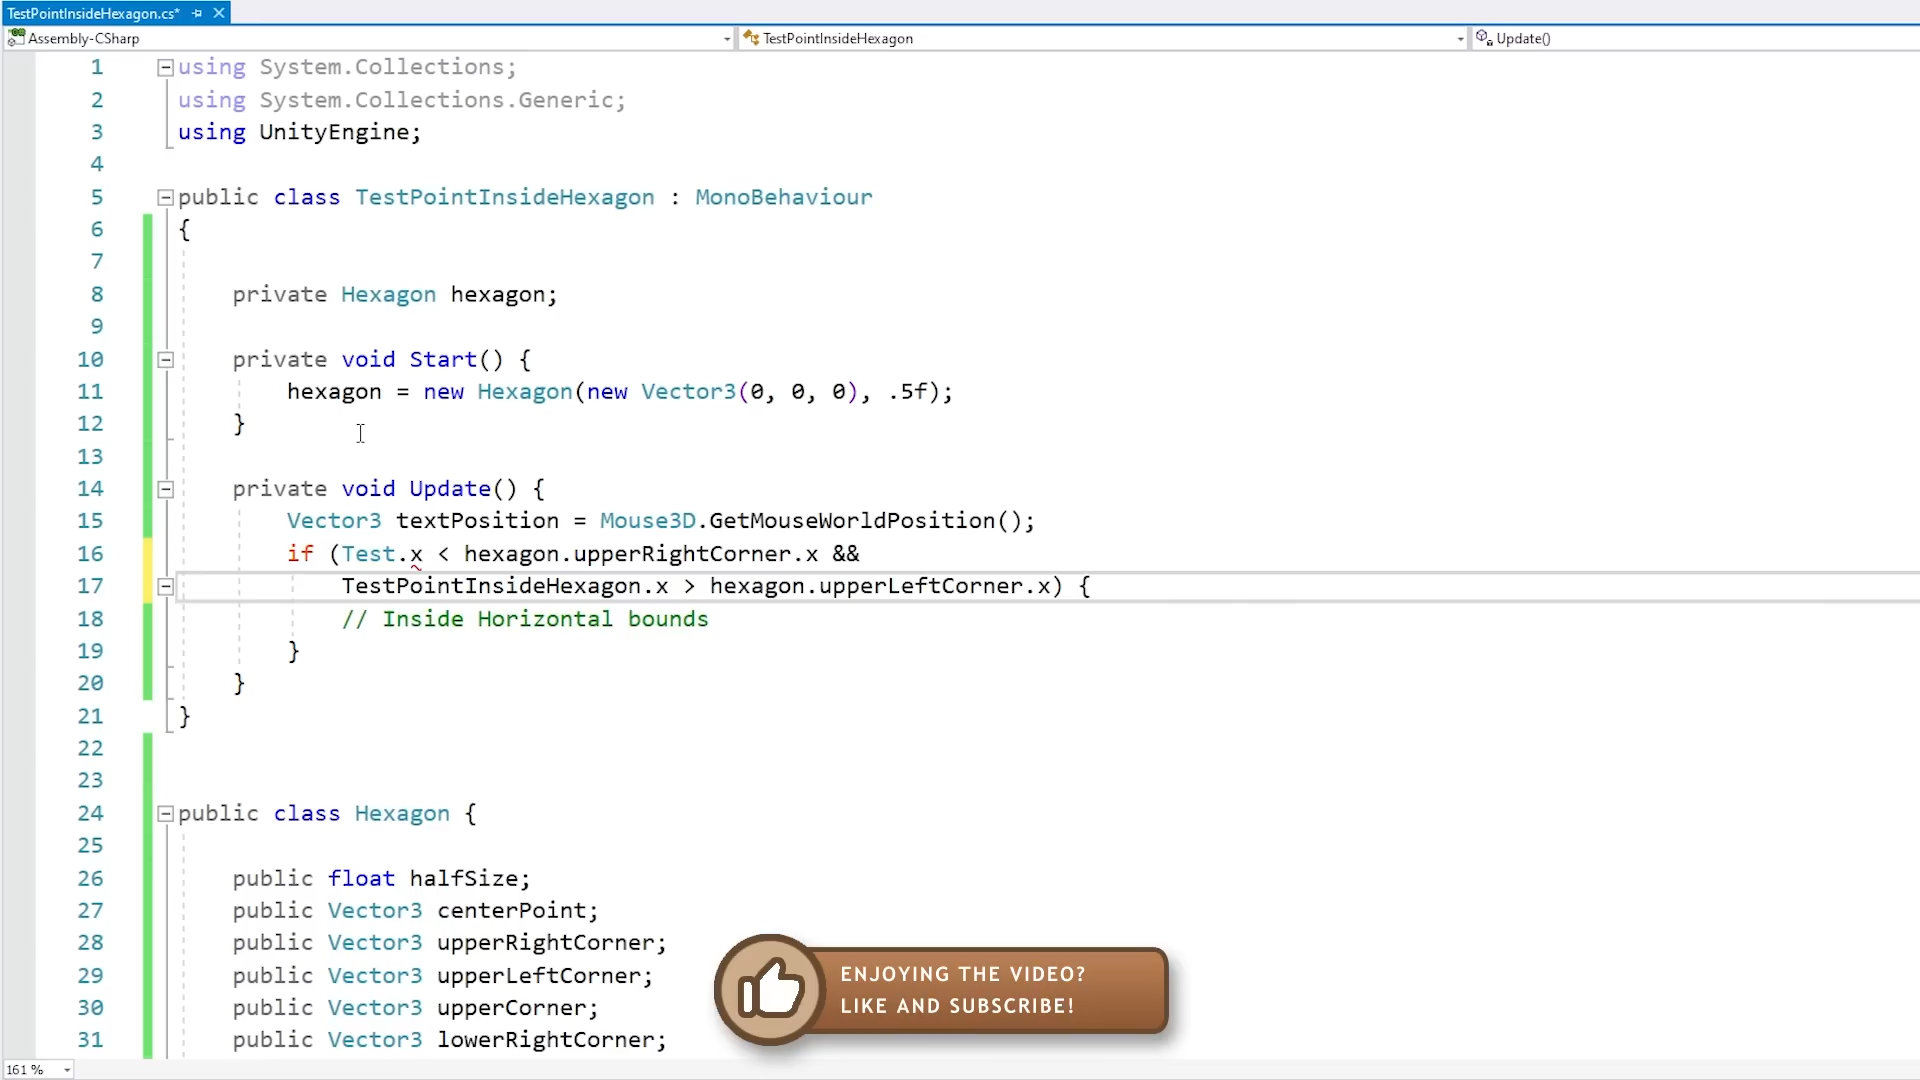 TestPointInsideHexagon.cs*
Assembly-CSharp
TestPointInsideHexagon
Update()
1 using System.Collections;
2 using System.Collections.Generic;
3 using UnityEngine;
4
5 public class TestPointInsideHexagon : MonoBehaviour
6 {
7
8 private Hexagon hexagon;
9
10 private void Start() {
11 hexagon = new Hexagon(new Vector3(0, 0, 0), .5f);
12 }
13
14 private void Update() {
15 Vector3 textPosition = Mouse3D.GetMouseWorldPosition();
16 if (Test.x < hexagon.upperRightCorner.x &&
17 TestPointInsideHexagon.x > hexagon.upperLeftCorner.x) {
18 // Inside Horizontal bounds
19 }
20 }
21 }
22
23
24 public class Hexagon {
25
26 public float halfSize;
27 public Vector3 centerPoint;
28 public Vector3 upperRightCorner;
29 public Vector3 upperLeftCorner;
30 public Vector3 upperCorner;
31 public Vector3 lowerRightCorner;
ENJOYING THE VIDEO?
LIKE AND SUBSCRIBE!
161 %